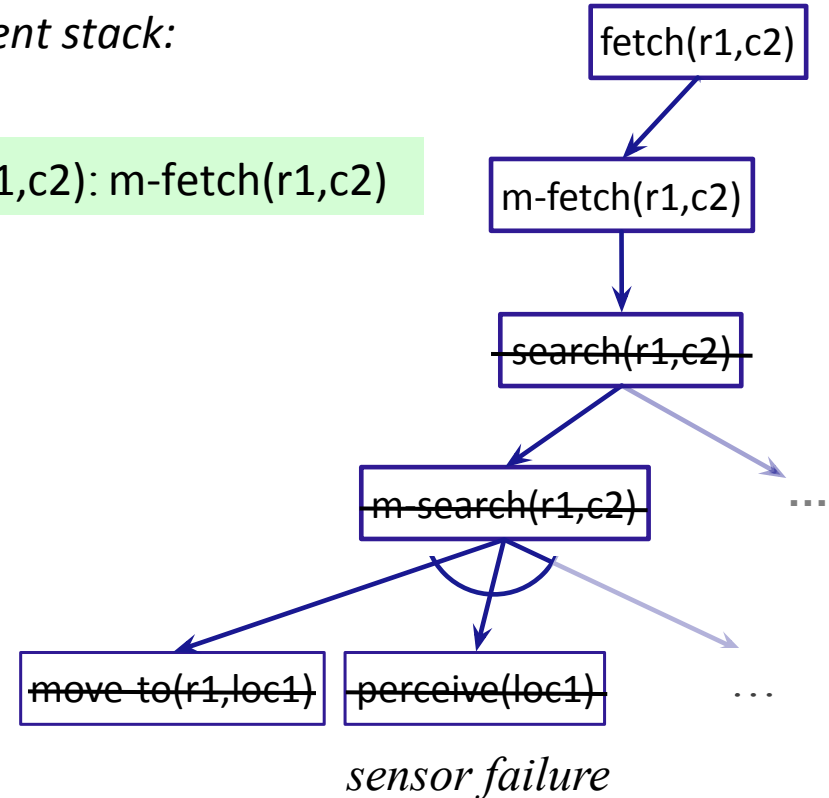 ent stack:
fetch(r1,c2)
1,c2): m-fetch(r1,c2)
m-fetch(r1,c2)
search(r1,c2)
m-search(r1,c2)
...
move-to(r1,loc1)
perceive(loc1)
...
sensor failure